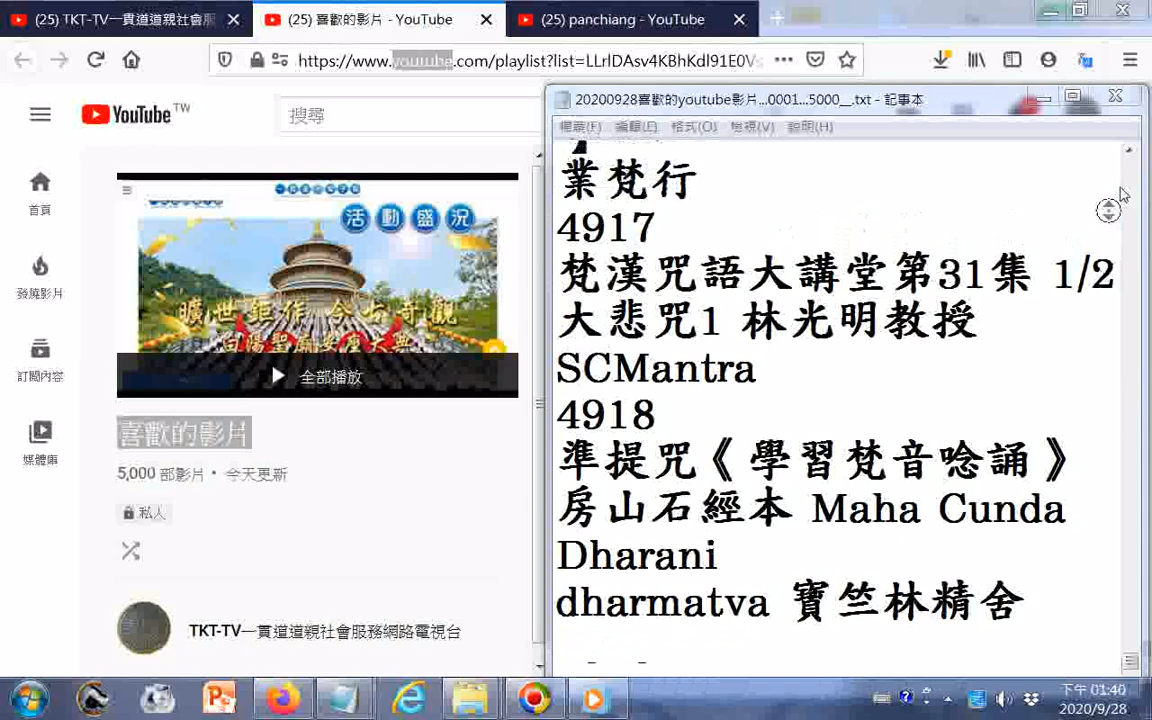 (25) TKT-TV一貫道道親社會服
(25) 喜歡的影片 - YouTube
(25) panchiang - YouTube
https://www.youtube.com/playlist?list=LLrlDAsv4KBhKdl91E0Vs
YouTube TW
搜尋
首頁
發燒影片
訂閱內容
媒體庫
活動盛況
曠世鉅作 今古奇觀
白陽聖廟安座大典
全部播放
喜歡的影片
5,000 部影片・今天更新
私人
TKT-TV一貫道道親社會服務網路電視台
20200928喜歡的youtube影片...0001...5000__.txt - 記事本
檔案(F) 編輯(E) 格式(O) 檢視(V) 說明(H)
業梵行
4917
梵漢咒語大講堂第31集 1/2
大悲咒1 林光明教授
SCMantra
4918
準提咒《學習梵音唸誦》
房山石經本 Maha Cunda
Dharani
dharmatva 寶竺林精舍
下午 01:40
2020/9/28